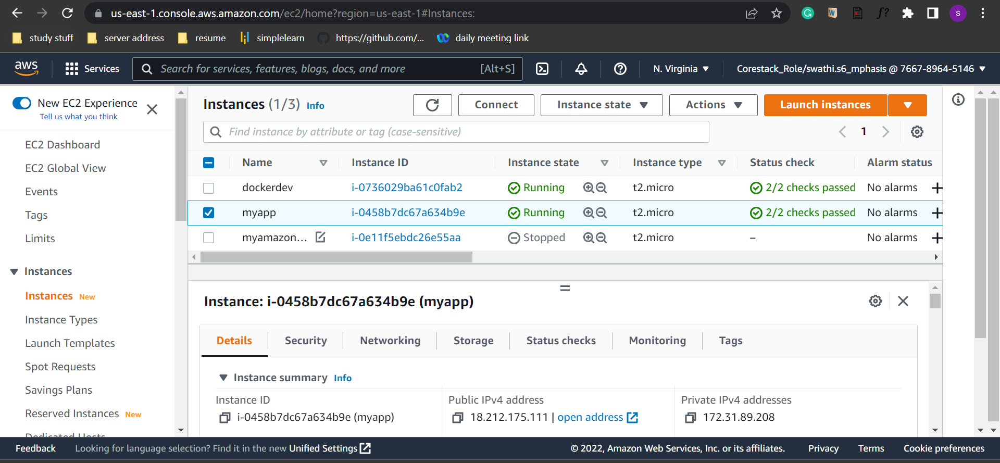 us-east-1.console.aws.amazon.com/ec2/home?region=us-east-1#Instances:
s
study stuff
server address
resume
simplelearn
https://github.com/...
daily meeting link
aws
Services
Search for services, features, blogs, docs, and more
[Alt+S]
N. Virginia
Corestack_Role/swathi.s6_mphasis @ 7667-8964-5146
New EC2 Experience
Tell us what you think
EC2 Dashboard
EC2 Global View
Events
Tags
Limits
Instances
Instances New
Instance Types
Launch Templates
Spot Requests
Savings Plans
Reserved Instances New
Dedicated Hosts
Instances (1/3) Info
Connect
Instance state
Actions
Launch instances
Find instance by attribute or tag (case-sensitive)
1
Name Instance ID Instance state Instance type Status check Alarm status
dockerdev i-0736029ba61c0fab2 Running t2.micro 2/2 checks passed No alarms
myapp i-0458b7dc67a634b9e Running t2.micro 2/2 checks passed No alarms
myamazon... i-0e11f5ebdc26e55aa Stopped t2.micro – No alarms
Instance: i-0458b7dc67a634b9e (myapp)
Details Security Networking Storage Status checks Monitoring Tags
Instance summary Info
Instance ID
i-0458b7dc67a634b9e (myapp)
Public IPv4 address
18.212.175.111 | open address
Private IPv4 addresses
172.31.89.208
Feedback
Looking for language selection? Find it in the new Unified Settings
© 2022, Amazon Web Services, Inc. or its affiliates.
Privacy
Terms
Cookie preferences